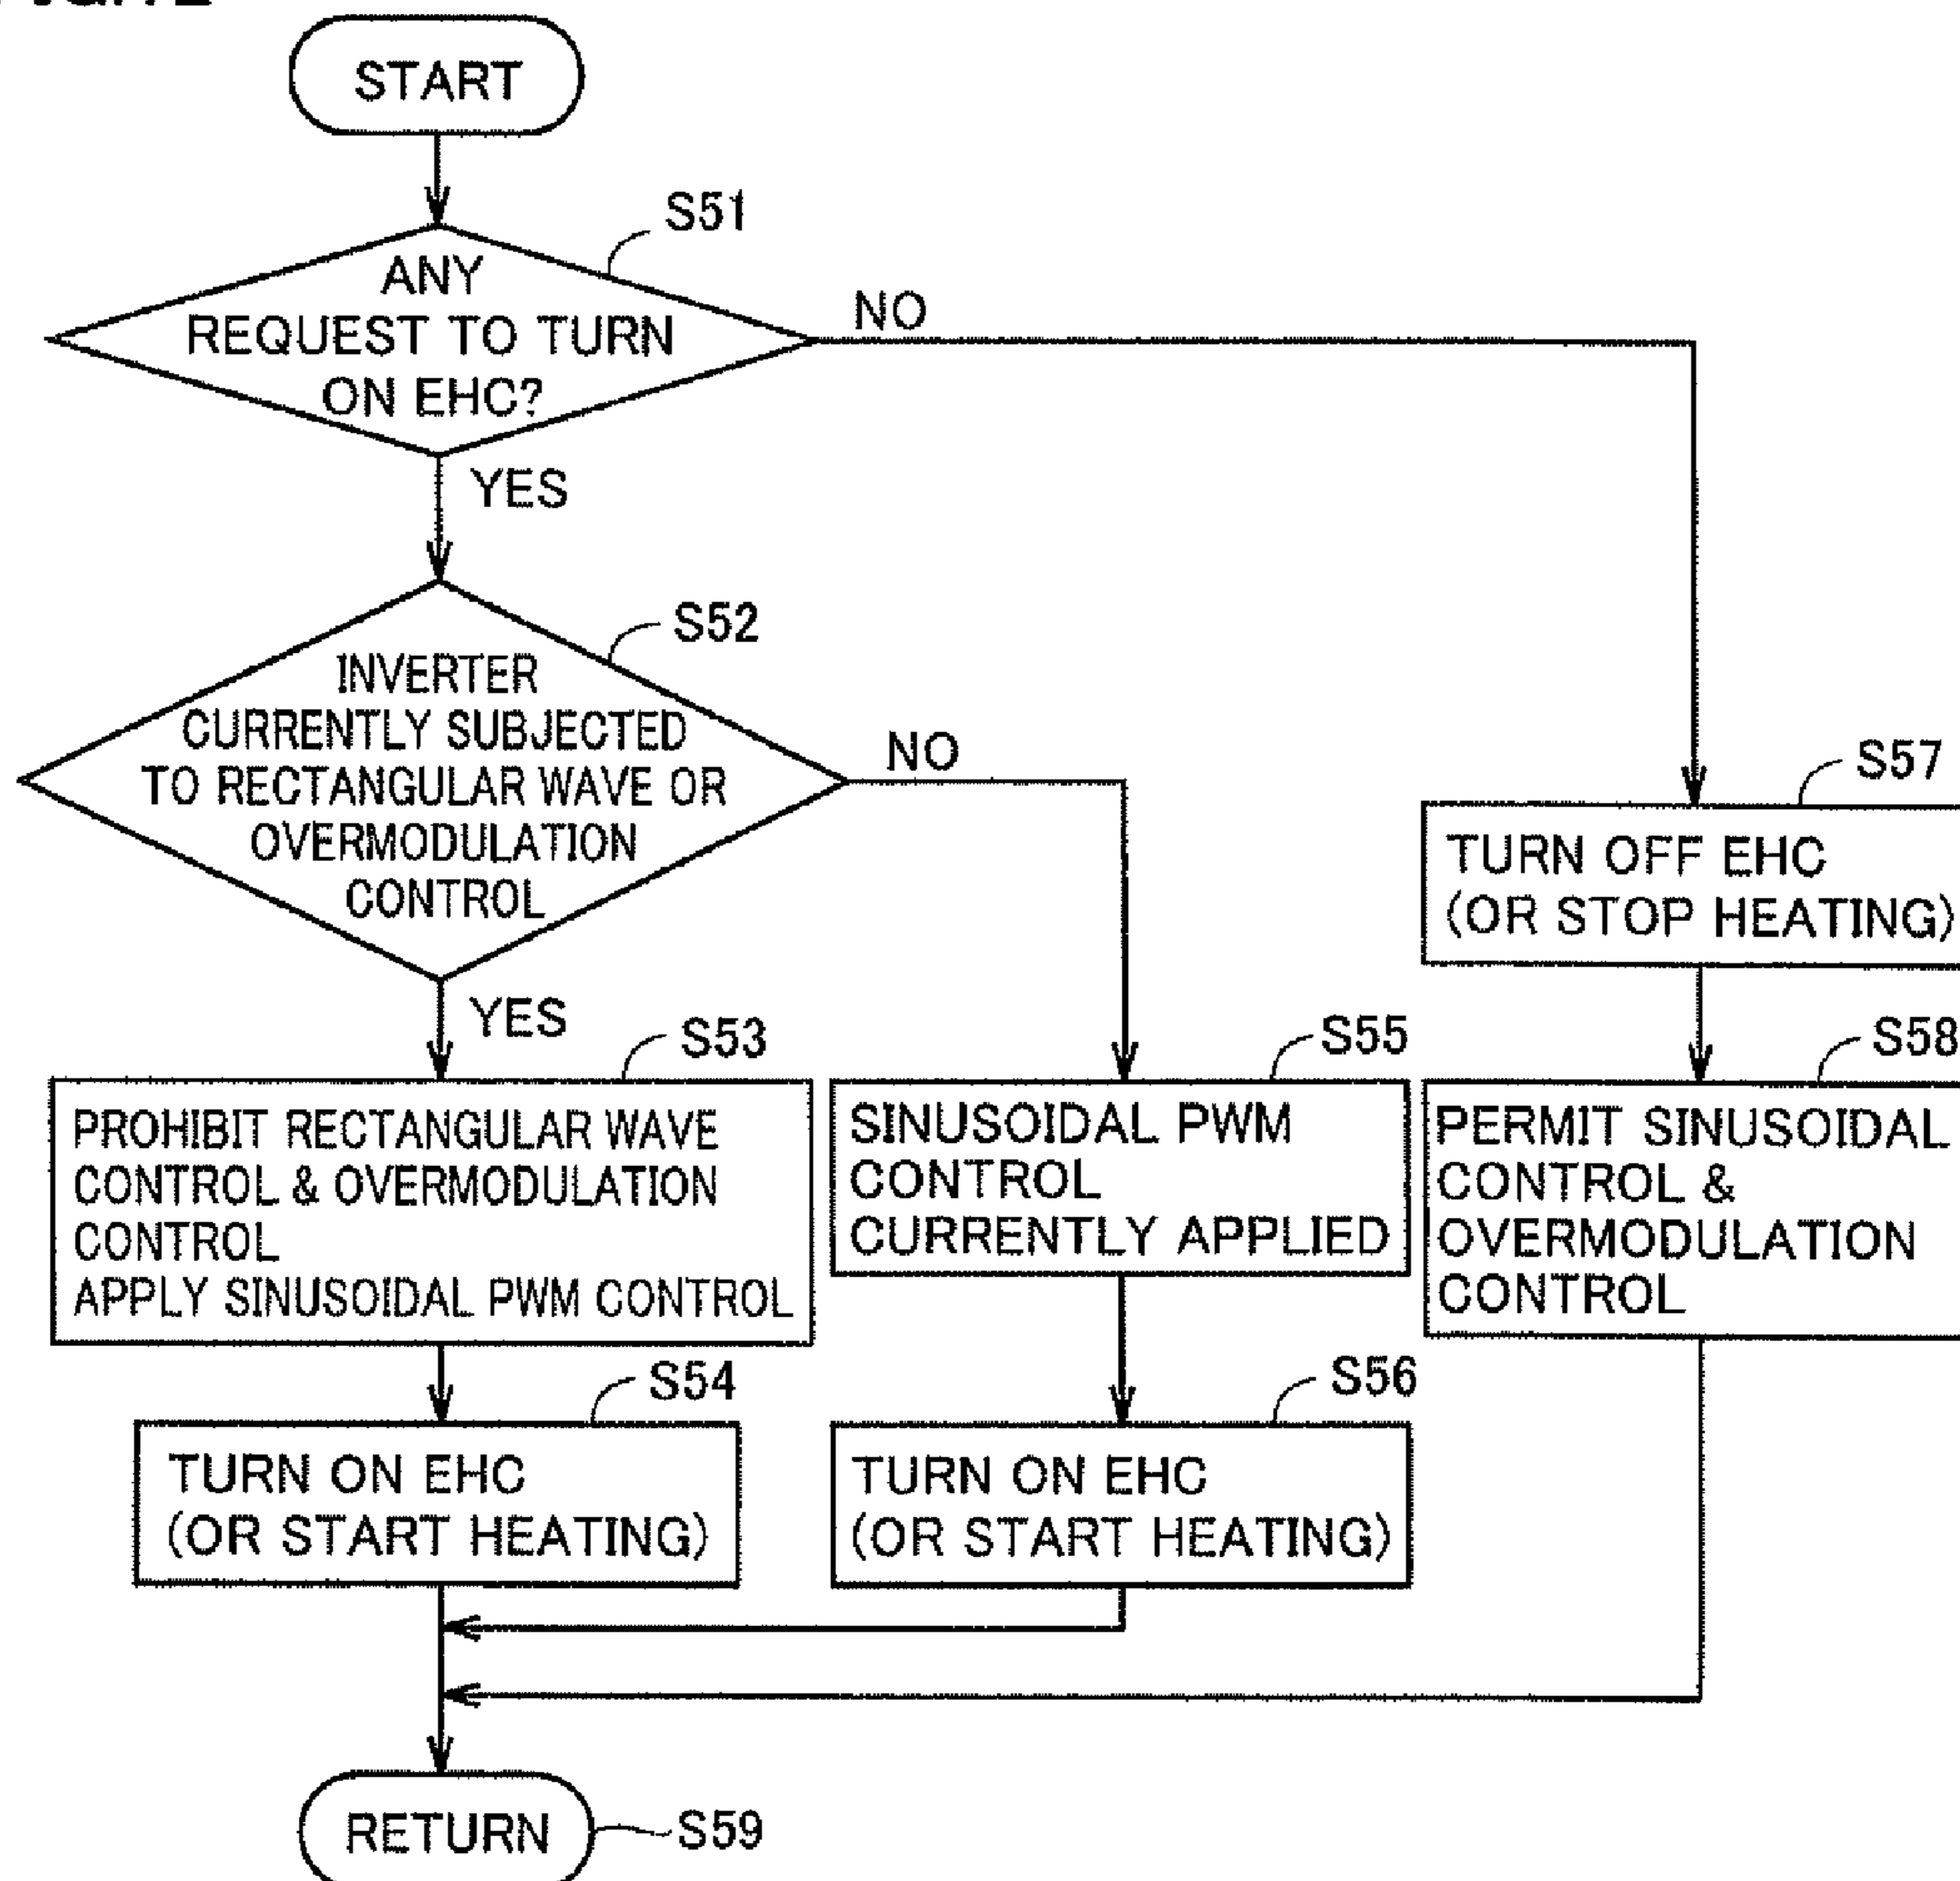 START
S51
ANY
REQUEST TO TURN
ON EHC?
NO
YES
S52
INVERTER
CURRENTLY SUBJECTED
TO RECTANGULAR WAVE OR
OVERMODULATION
CONTROL
NO
YES
S57
TURN OFF EHC
(OR STOP HEATING)
S53
PROHIBIT RECTANGULAR WAVE
CONTROL & OVERMODULATION
CONTROL
APPLY SINUSOIDAL PWM CONTROL
S55
SINUSOIDAL PWM
CONTROL
CURRENTLY APPLIED
S58
PERMIT SINUSOIDAL
CONTROL &
OVERMODULATION
CONTROL
S54
TURN ON EHC
(OR START HEATING)
S56
TURN ON EHC
(OR START HEATING)
RETURN
S59